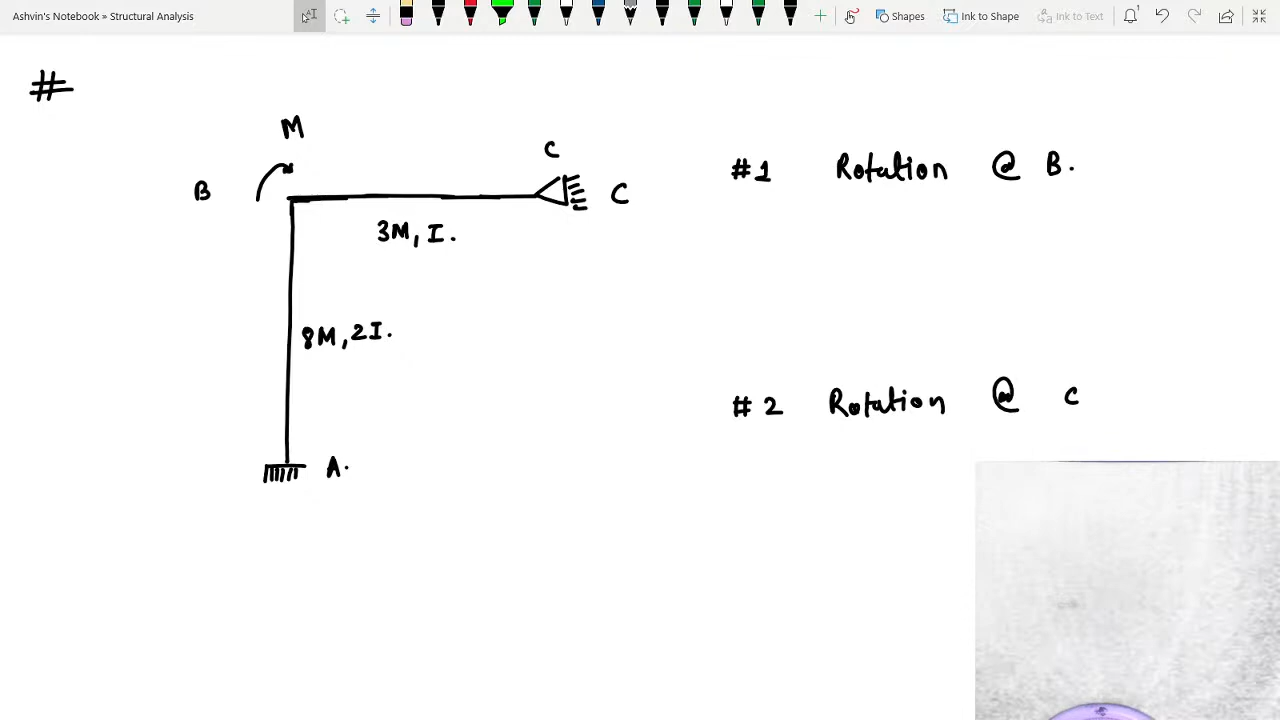 Ashvin's Notebook » Structural Analysis
Shapes
Ink to Shape
Ink to Text
#
M
C
B
C
#1 Rotation @ B.
3M, I.
8M, 2I.
#2 Rotation @ C
A.